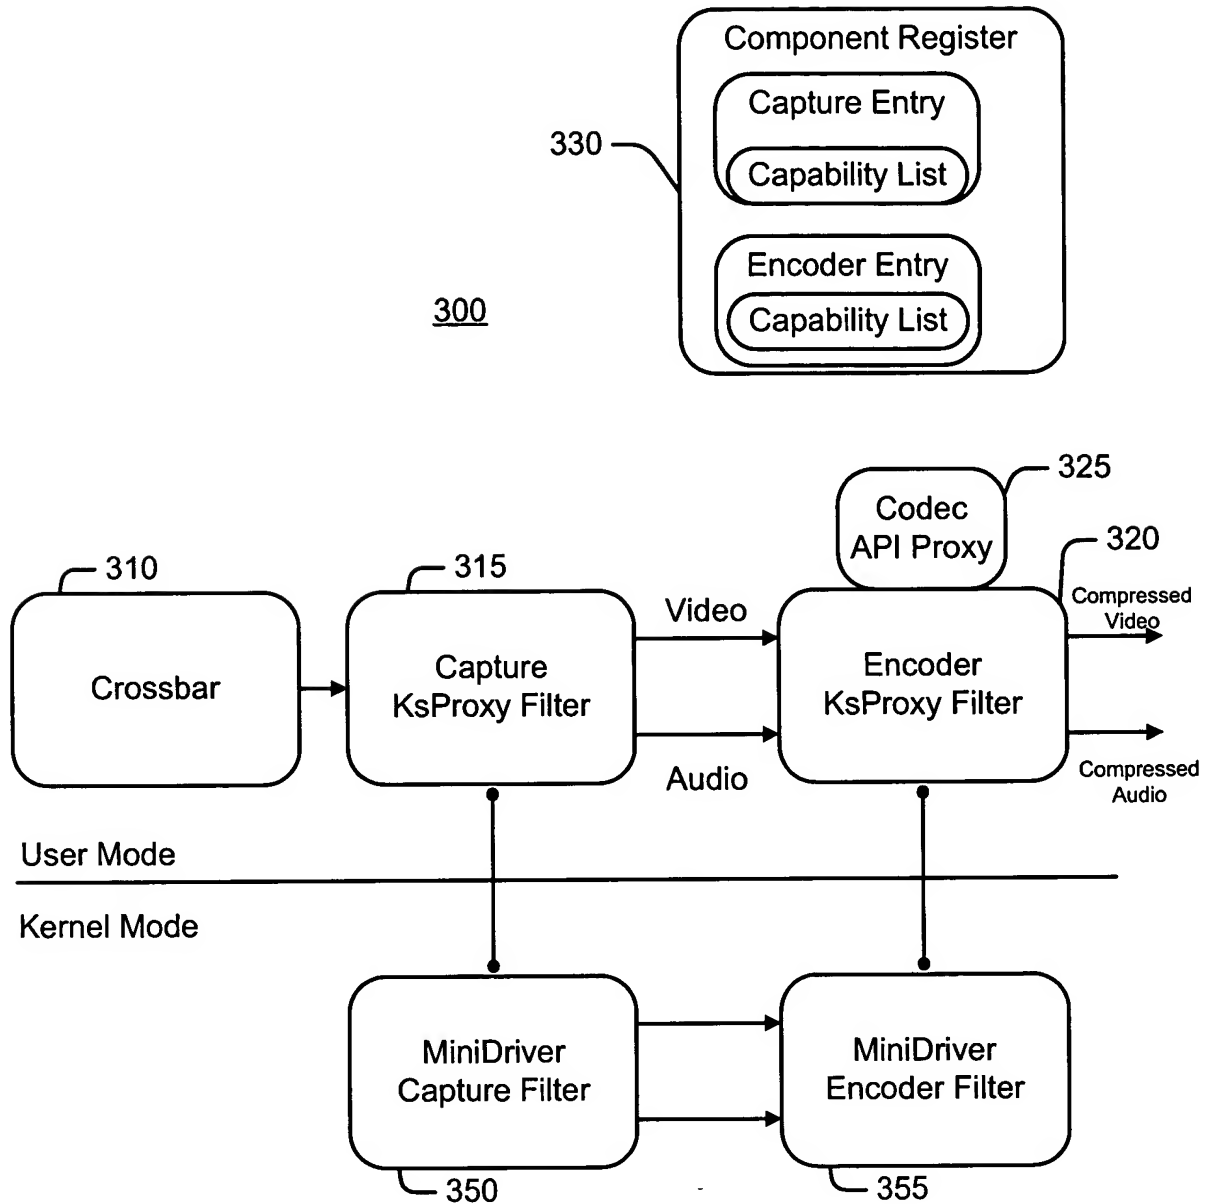 Component Register
Capture Entry
330
Capability List
Encoder Entry
Capability List
300
325
Codec
API Proxy
320
310
315
Compressed
Video
Video
Crossbar
Capture
KsProxy Filter
Encoder
KsProxy Filter
Audio
Compressed
Audio
User Mode
Kernel Mode
MiniDriver
Capture Filter
MiniDriver
Encoder Filter
350
355